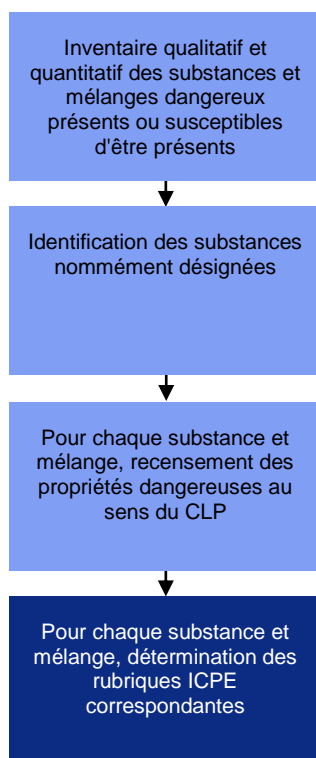 Inventaire qualitatif et
quantitatif des substances et
mélanges dangereux
présents ou susceptibles
d'être présents
Identification des substances
nommément désignées
Pour chaque substance et
mélange, recensement des
propriétés dangereuses au
sens du CLP
Pour chaque substance et
mélange, détermination des
rubriques ICPE
correspondantes